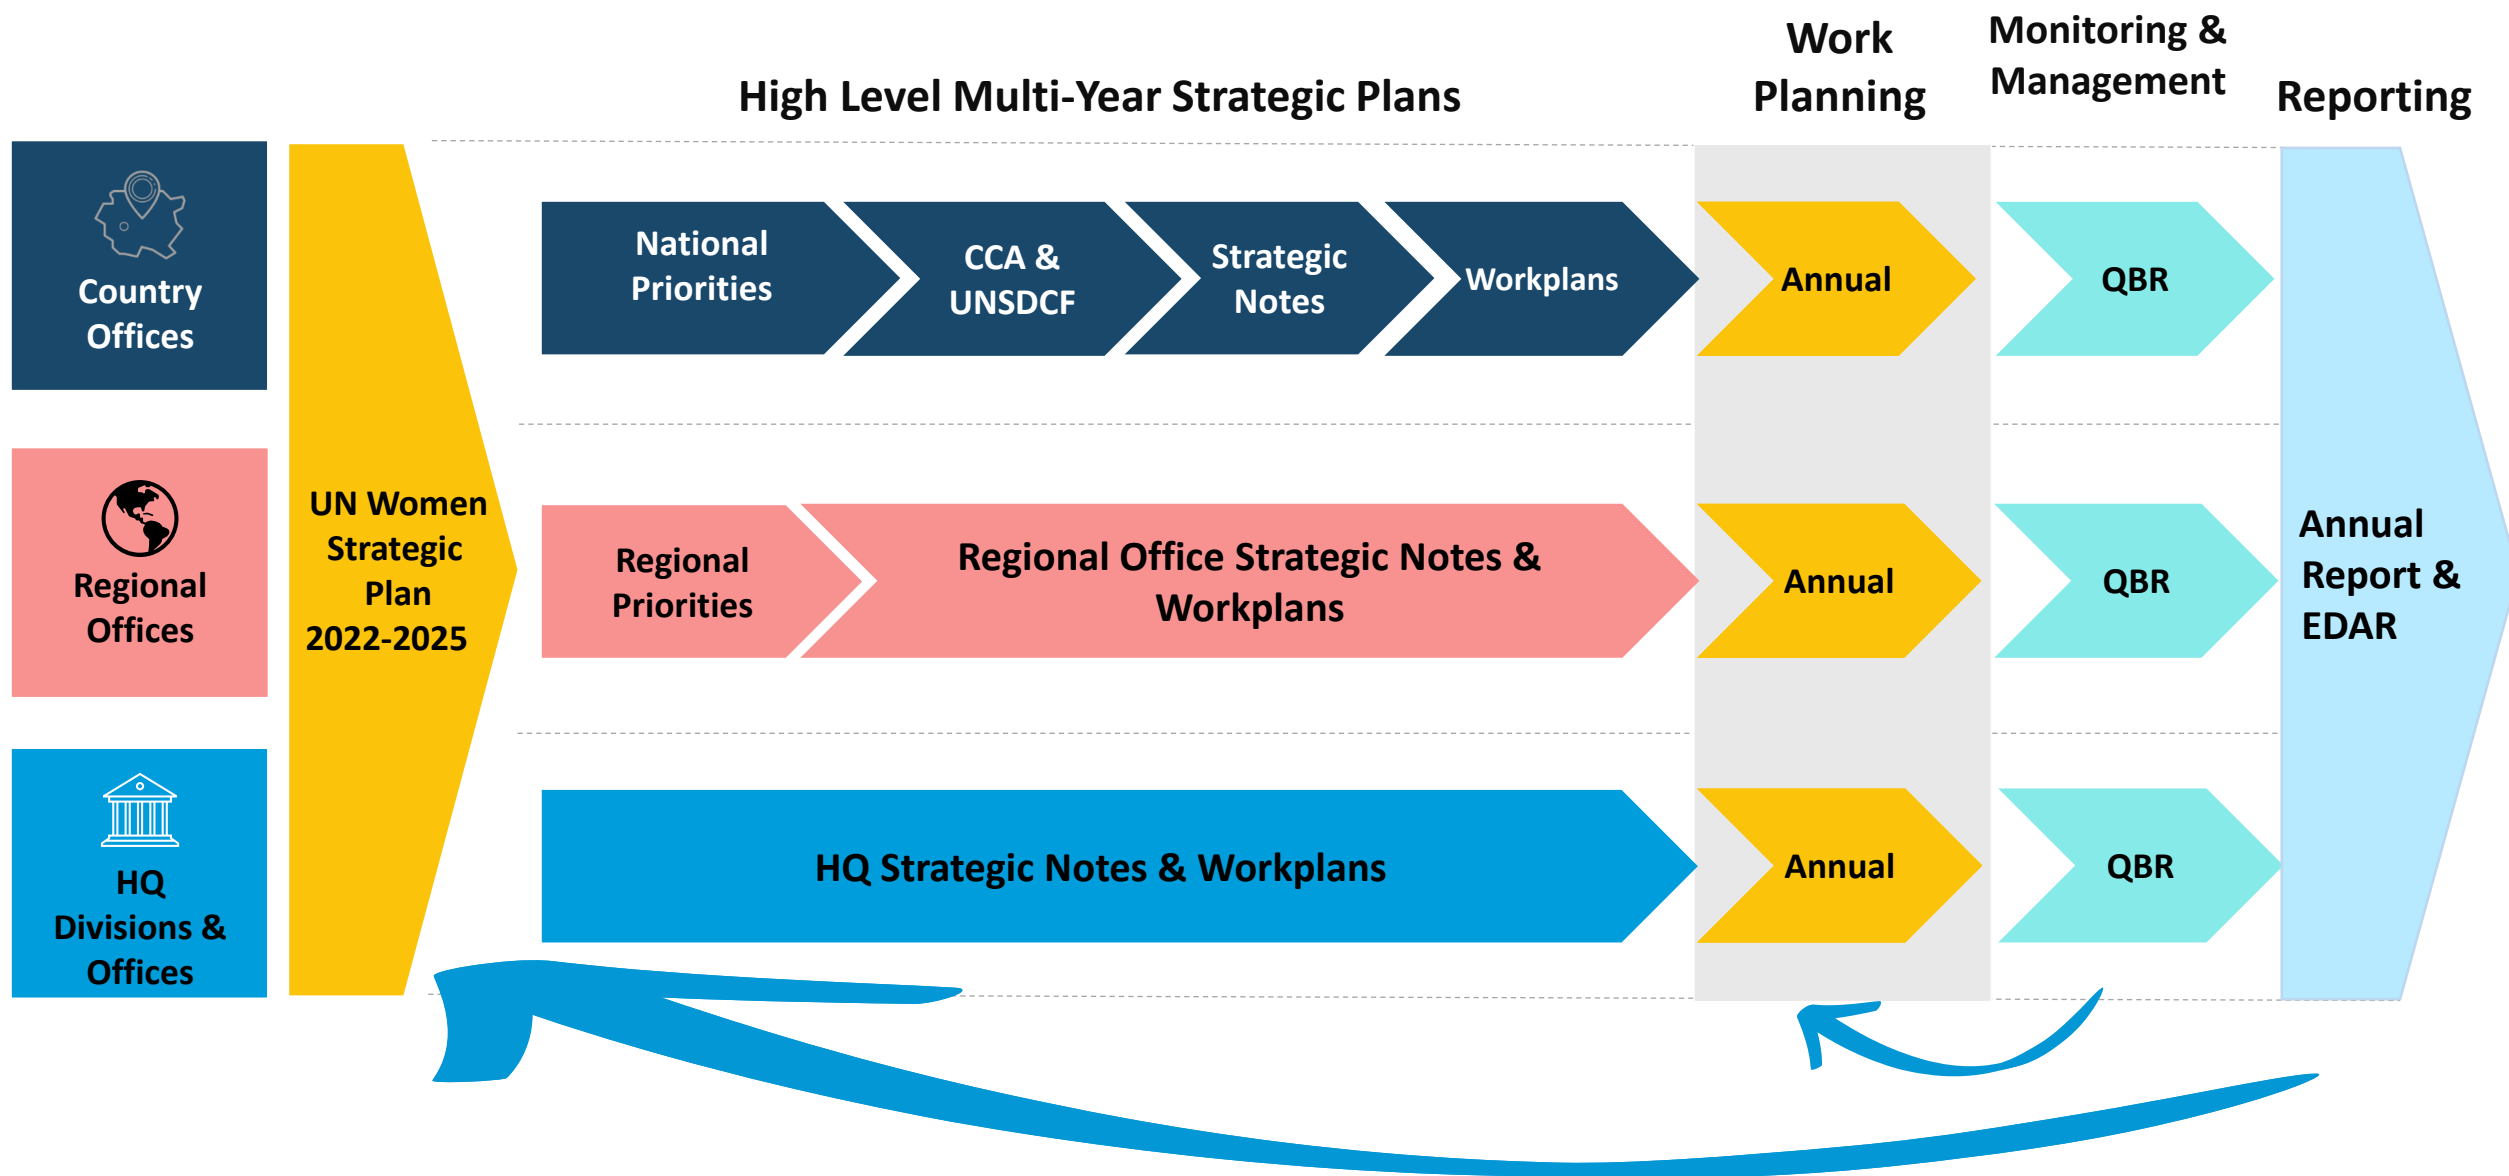 High Level Multi-Year Strategic Plans
Work
Planning
Monitoring &
Management
Reporting
Country
Offices
National
Priorities
CCA &
UNSDCF
Strategic
Notes
Workplans
Annual
QBR
UN Women
Strategic
Plan
2022-2025
Regional
Offices
Regional
Priorities
Regional Office Strategic Notes &
Workplans
Annual
QBR
Annual
Report &
EDAR
HQ
Divisions &
Offices
HQ Strategic Notes & Workplans
Annual
QBR